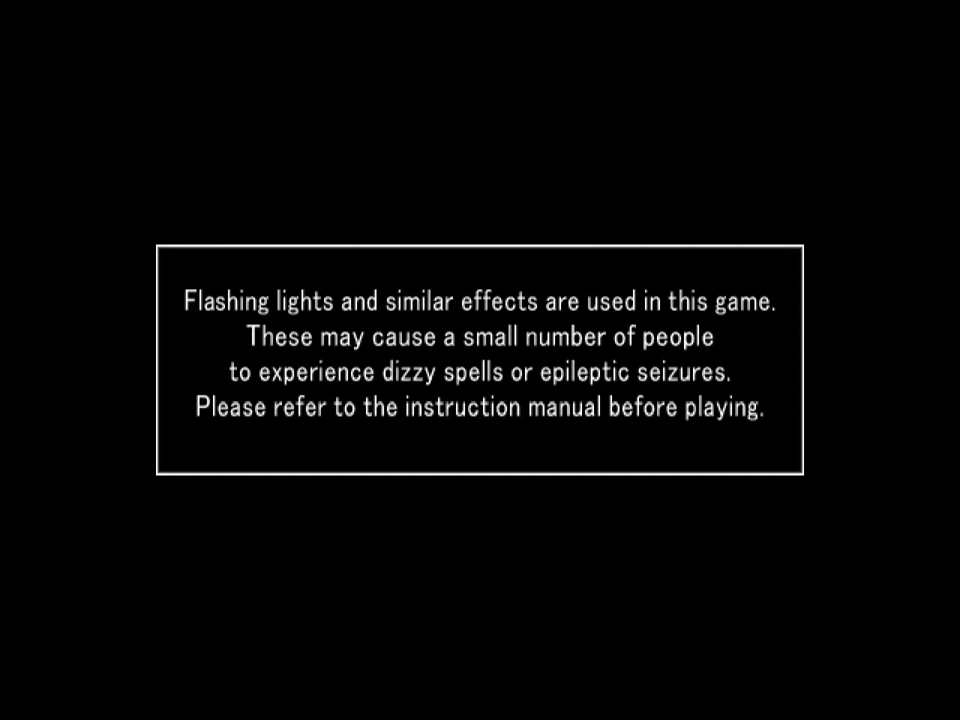 Flashing lights and similar effects are used in this game.
These may cause a small number of people
to experience dizzy spells or epileptic seizures.
Please refer to the instruction manual before playing.